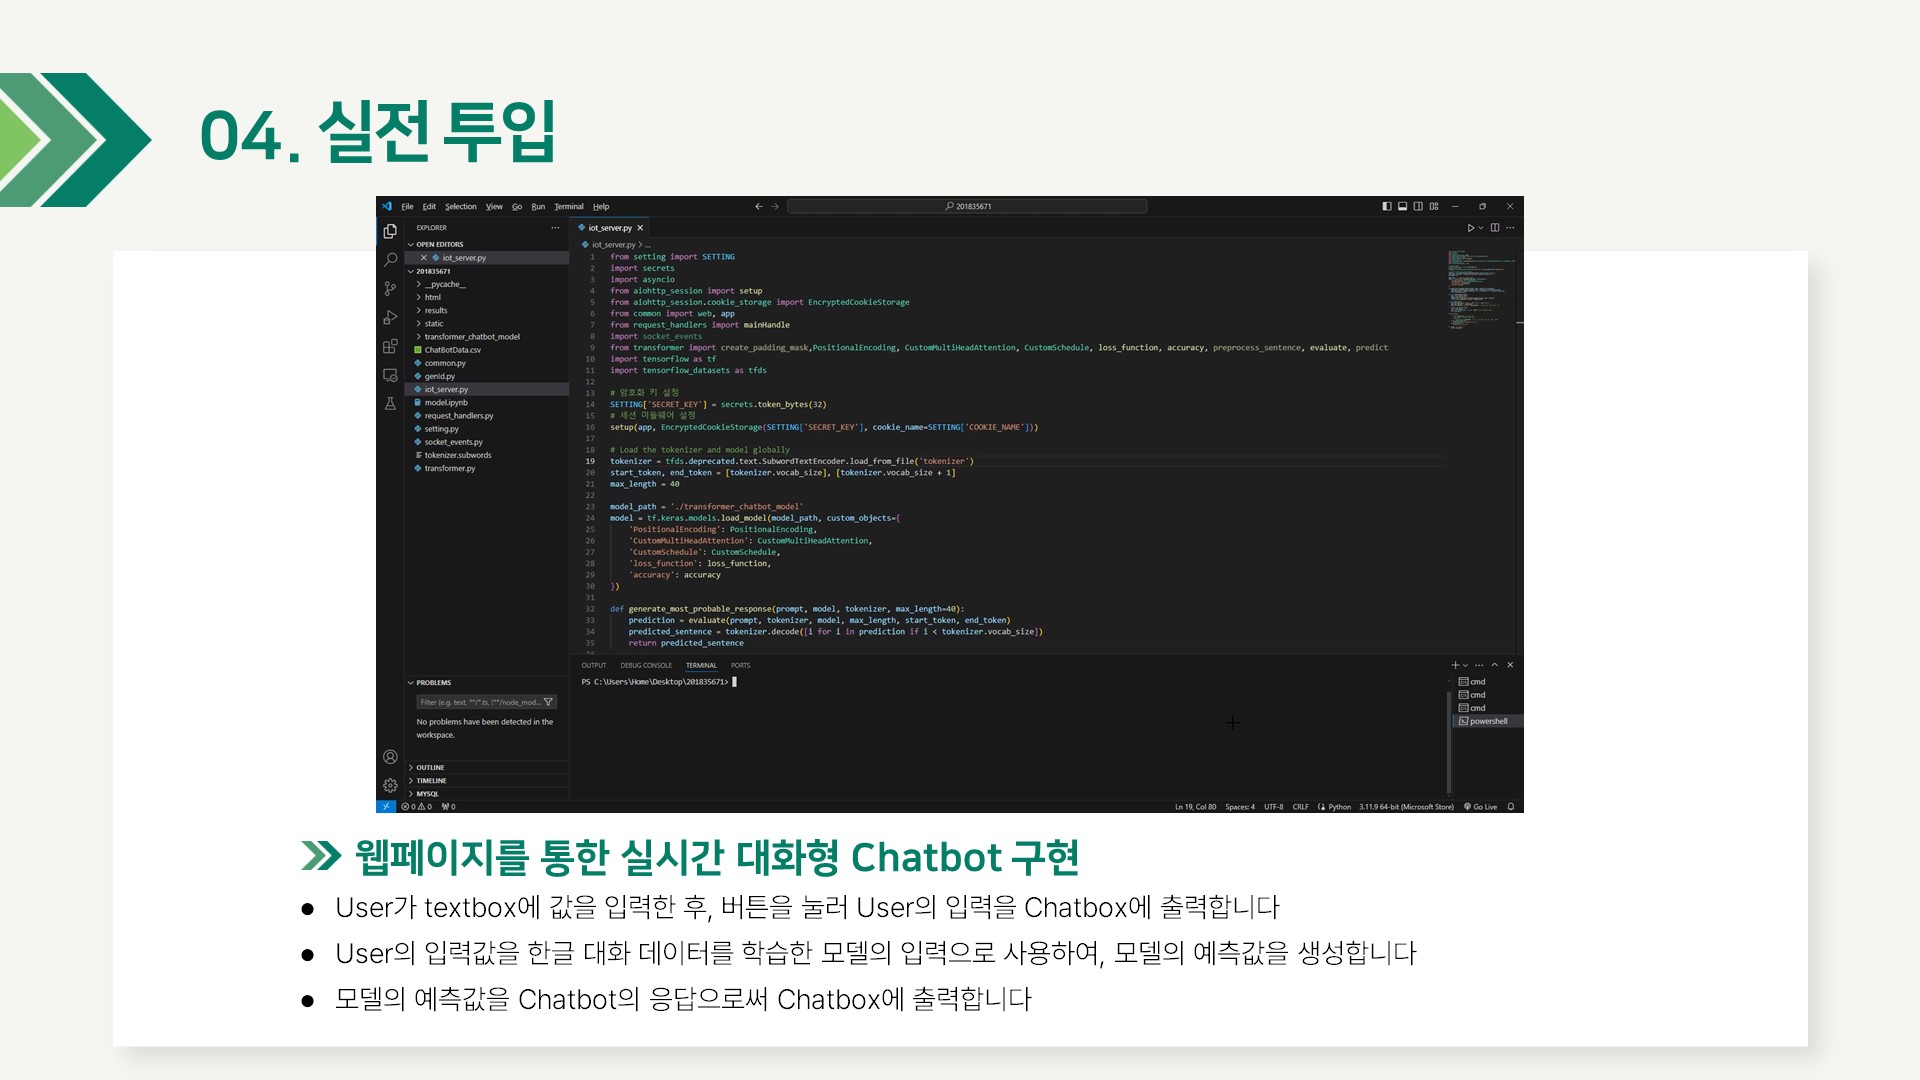 04. 실전 투입
File Edit Selection View Go Run Terminal Help
201835671
EXPLORER
OPEN EDITORS
iot_server.py
201835671
__pycache__
html
results
static
transformer_chatbot_model
ChatBotData.csv
common.py
genId.py
iot_server.py
model.ipynb
request_handlers.py
setting.py
socket_events.py
tokenizer.subwords
transformer.py
PROBLEMS
Filter (e.g. text, **/*.ts, !**/node_mod...
No problems have been detected in the
workspace.
OUTLINE
TIMELINE
MYSQL
iot_server.py
iot_server.py > ...
1 from setting import SETTING
2 import secrets
3 import asyncio
4 from aiohttp_session import setup
5 from aiohttp_session.cookie_storage import EncryptedCookieStorage
6 from common import web, app
7 from request_handlers import mainHandle
8 import socket_events
9 from transformer import create_padding_mask,PositionalEncoding, CustomMultiHeadAttention, CustomSchedule, loss_function, accuracy, preprocess_sentence, evaluate, predict
10 import tensorflow as tf
11 import tensorflow_datasets as tfds
12
13 # 암호화 키 설정
14 SETTING['SECRET_KEY'] = secrets.token_bytes(32)
15 # 세션 미들웨어 설정
16 setup(app, EncryptedCookieStorage(SETTING['SECRET_KEY'], cookie_name=SETTING['COOKIE_NAME']))
17
18 # Load the tokenizer and model globally
19 tokenizer = tfds.deprecated.text.SubwordTextEncoder.load_from_file('tokenizer')
20 start_token, end_token = [tokenizer.vocab_size], [tokenizer.vocab_size + 1]
21 max_length = 40
22
23 model_path = './transformer_chatbot_model'
24 model = tf.keras.models.load_model(model_path, custom_objects={
25 'PositionalEncoding': PositionalEncoding,
26 'CustomMultiHeadAttention': CustomMultiHeadAttention,
27 'CustomSchedule': CustomSchedule,
28 'loss_function': loss_function,
29 'accuracy': accuracy
30 })
31
32 def generate_most_probable_response(prompt, model, tokenizer, max_length=40):
33 prediction = evaluate(prompt, tokenizer, model, max_length, start_token, end_token)
34 predicted_sentence = tokenizer.decode([i for i in prediction if i < tokenizer.vocab_size])
35 return predicted_sentence
OUTPUT DEBUG CONSOLE TERMINAL PORTS
PS C:\Users\Home\Desktop\201835671>
cmd
cmd
cmd
powershell
0 0 0 Ln 19, Col 80 Spaces: 4 UTF-8 CRLF Python 3.11.9 64-bit (Microsoft Store) Go Live
웹페이지를 통한 실시간 대화형 Chatbot 구현
● User가 textbox에 값을 입력한 후, 버튼을 눌러 User의 입력을 Chatbox에 출력합니다
● User의 입력값을 한글 대화 데이터를 학습한 모델의 입력으로 사용하여, 모델의 예측값을 생성합니다
● 모델의 예측값을 Chatbot의 응답으로써 Chatbox에 출력합니다